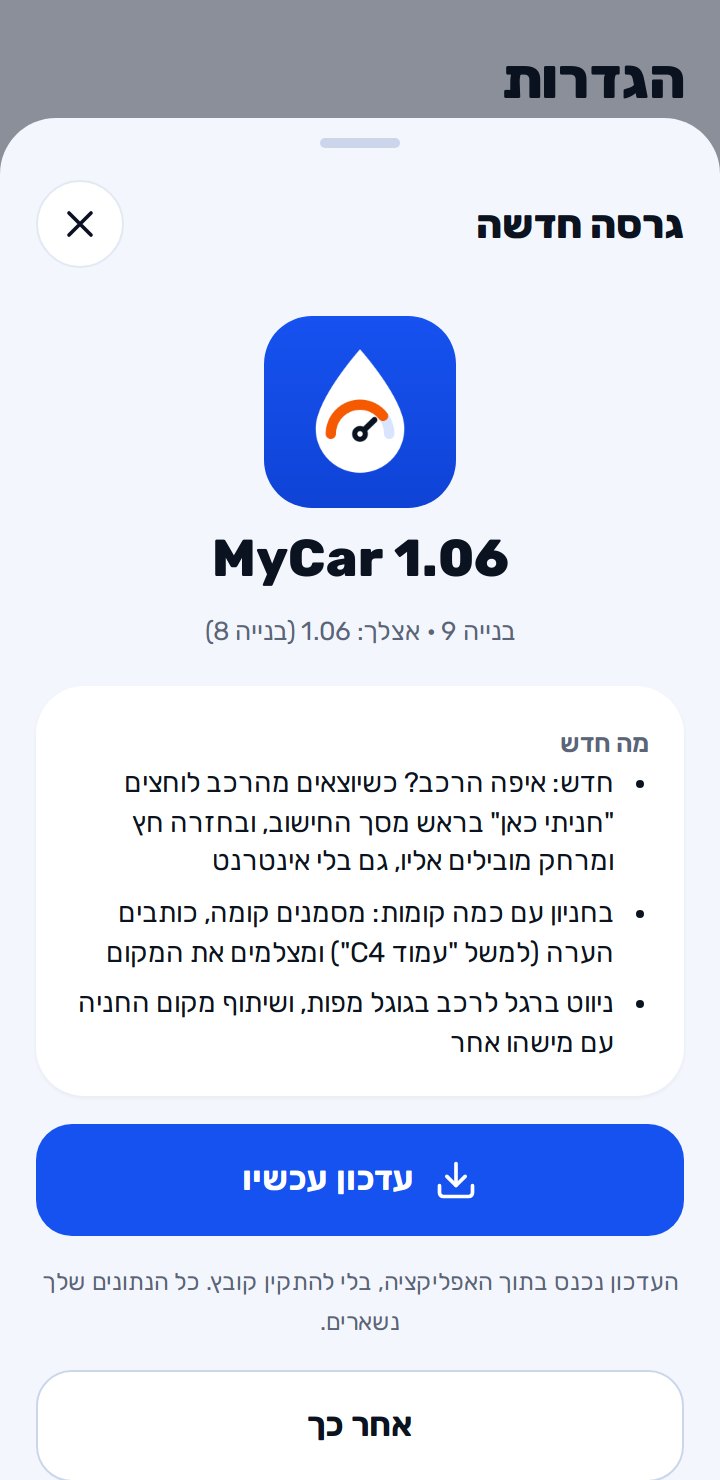 הגדרות
גרסה חדשה
MyCar 1.06
בנייה 9 • אצלך: 1.06 (בנייה 8)
מה חדש
• חדש: איפה הרכב? כשיוצאים מהרכב לוחצים
"חניתי כאן" בראש מסך החישוב, ובחזרה חץ
ומרחק מובילים אליו, גם בלי אינטרנט
• בחניון עם כמה קומות: מסמנים קומה, כותבים
הערה (למשל "עמוד C4") ומצלמים את המקום
• ניווט ברגל לרכב בגוגל מפות, ושיתוף מקום החניה
עם מישהו אחר
עדכון עכשיו
העדכון נכנס בתוך האפליקציה, בלי להתקין קובץ. כל הנתונים שלך
נשארים.
אחר כך